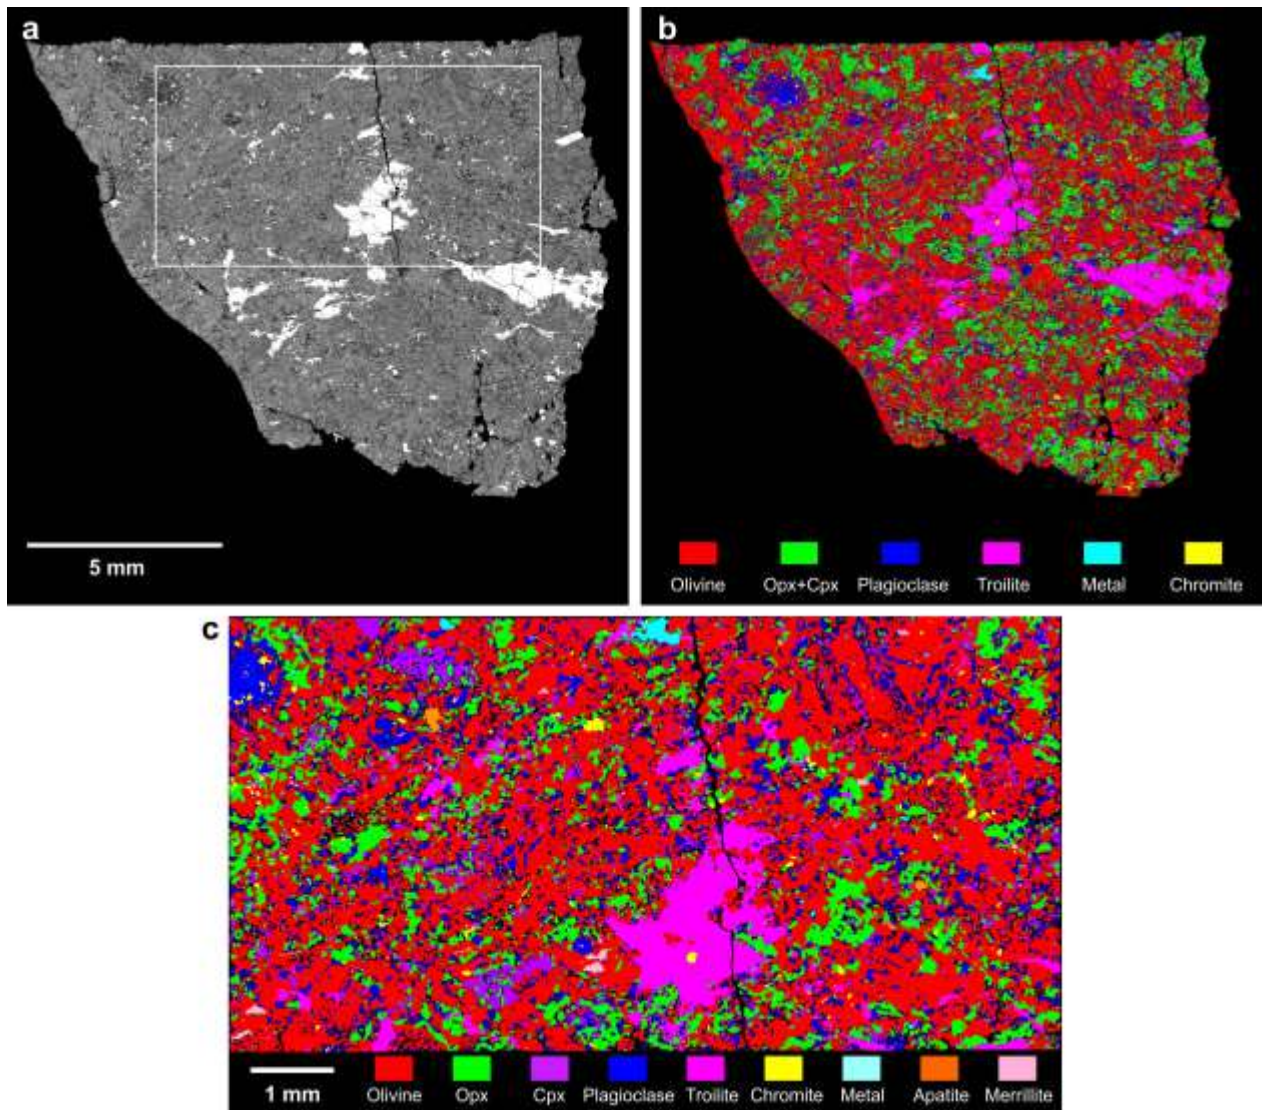 a
5 mm
b
Olivine Opx+Cpx Plagioclase Troilite Metal Chromite
c
1 mm
Olivine Opx Cpx Plagioclase Troilite Chromite Metal Apatite Merrillite